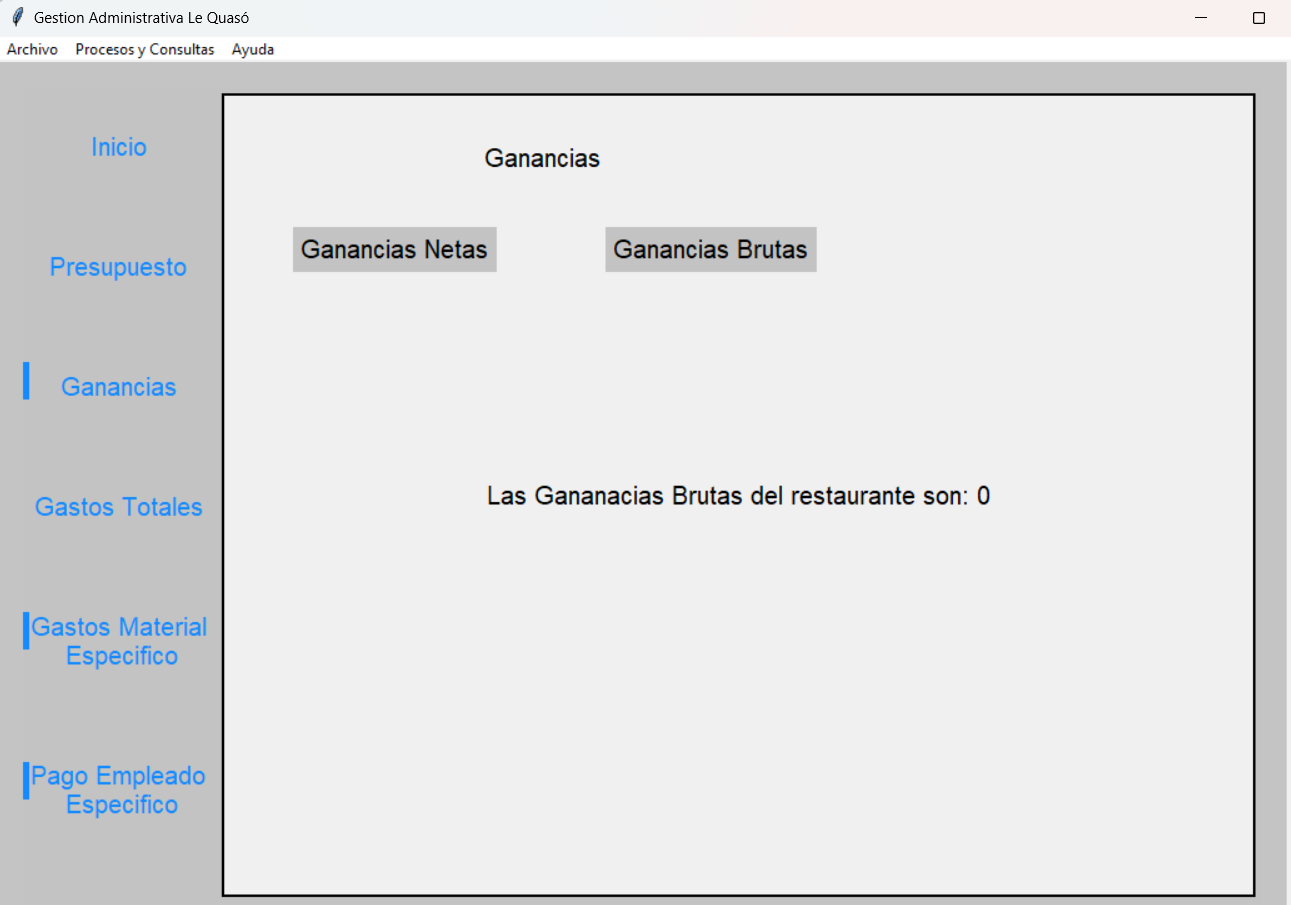 Gestion Administrativa Le Quasó
Archivo Procesos y Consultas Ayuda
Inicio
Presupuesto
Ganancias
Gastos Totales
Gastos Material
Especifico
Pago Empleado
Especifico
Ganancias
Ganancias Netas
Ganancias Brutas
Las Gananacias Brutas del restaurante son: 0